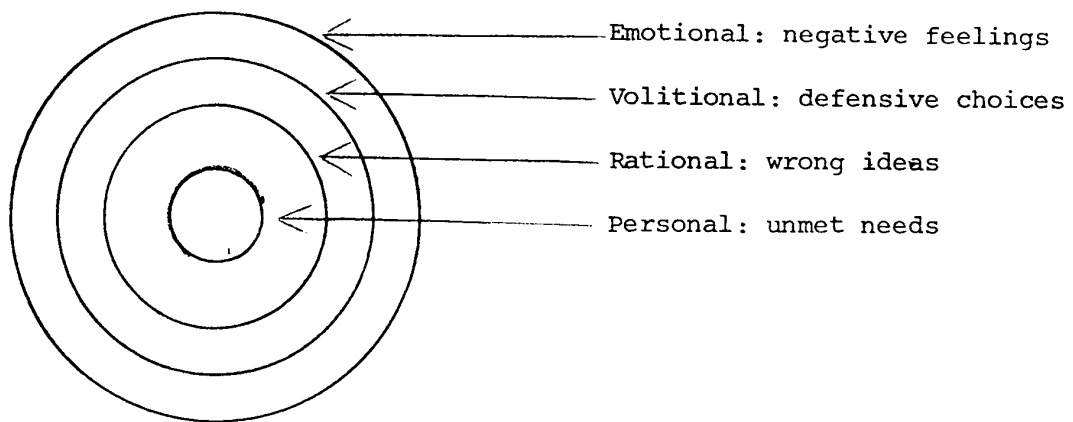 Emotional: negative feelings
Volitional: defensive choices
Rational: wrong ideas
Personal: unmet needs